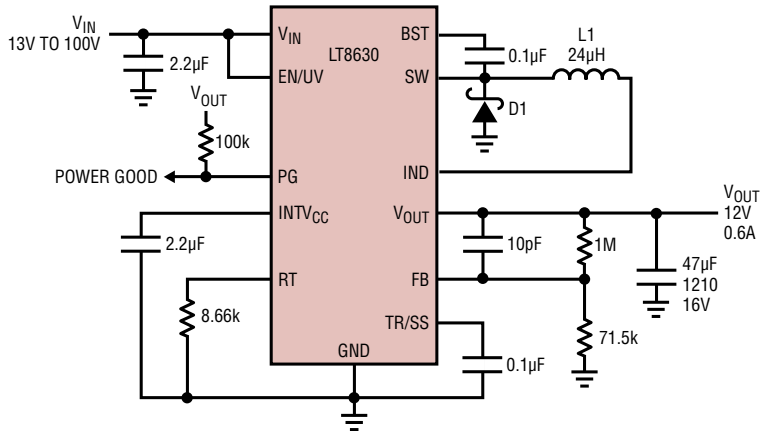 VIN
13V TO 100V
2.2µF
VOUT
100k
POWER GOOD
2.2µF
8.66k
VIN
EN/UV
PG
INTVCC
RT
GND
LT8630
BST
SW
IND
VOUT
FB
TR/SS
0.1µF
L1
24µH
D1
10pF
1M
71.5k
0.1µF
VOUT
12V
0.6A
47µF
1210
16V